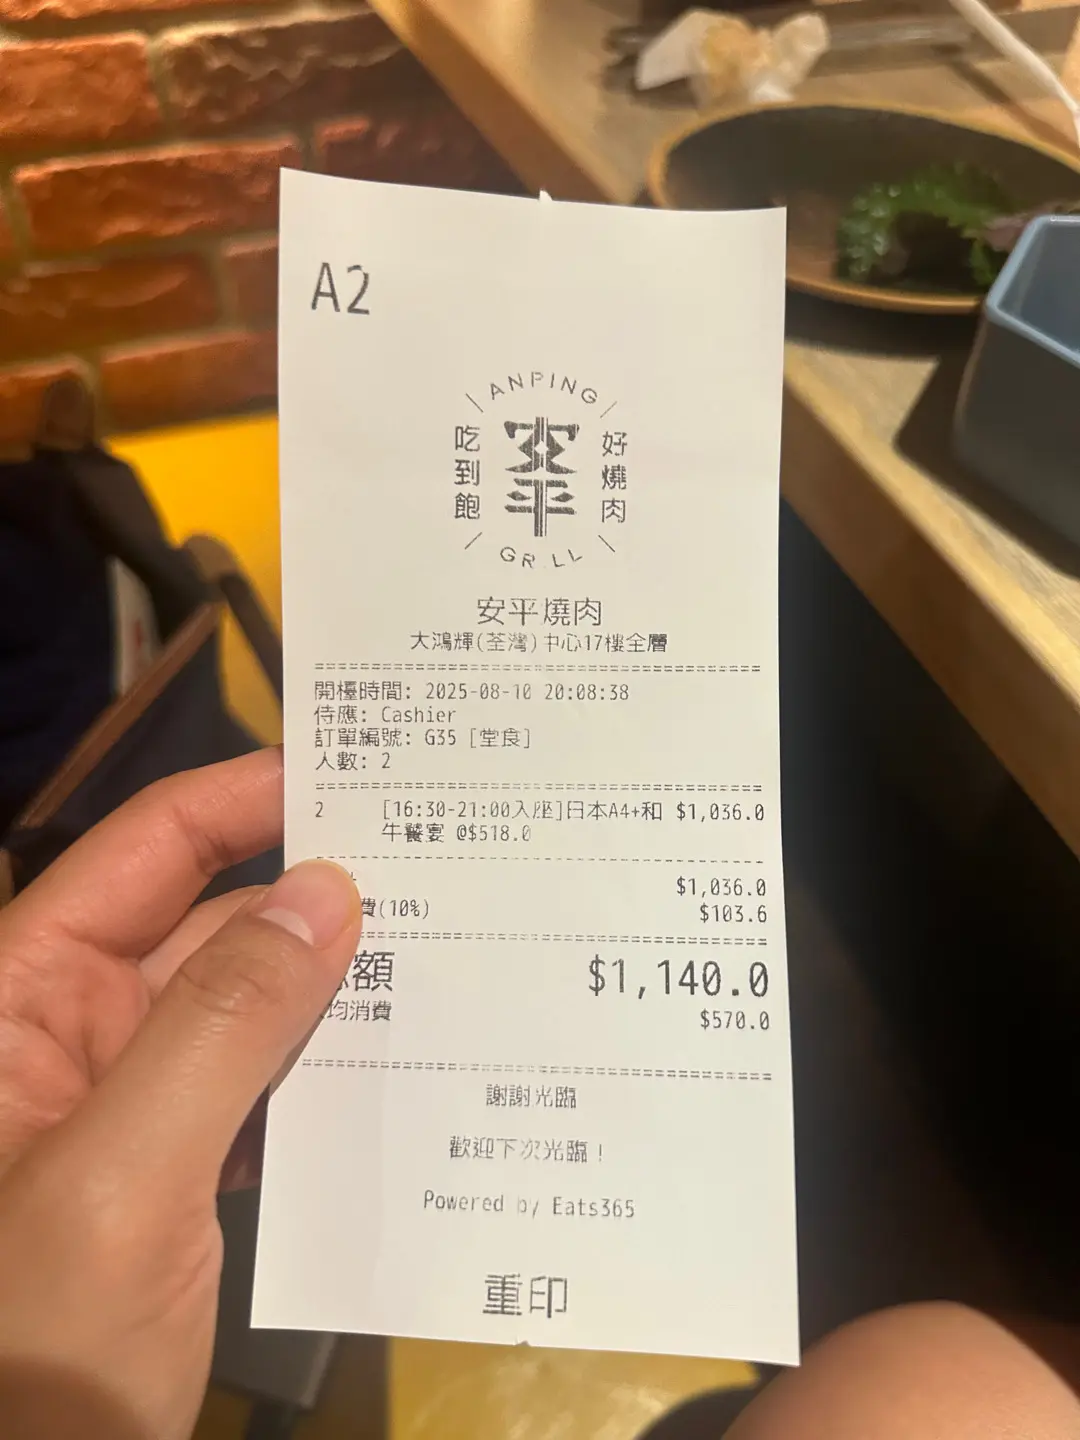 A2
ANPING
吃到飽
安平
好燒肉
GRILL
安平燒肉
大鴻輝(荃灣)中心17樓全層
開檯時間: 2025-08-10 20:08:38
侍應: Cashier
訂單編號: G35 [堂食]
人數: 2
2 [16:30-21:00入座]日本A4+和 $1,036.0
牛饗宴 @$518.0
$1,036.0
費(10%) $103.6
額 $1,140.0
均消費 $570.0
謝謝光臨
歡迎下次光臨！
Powered by Eats365
重印